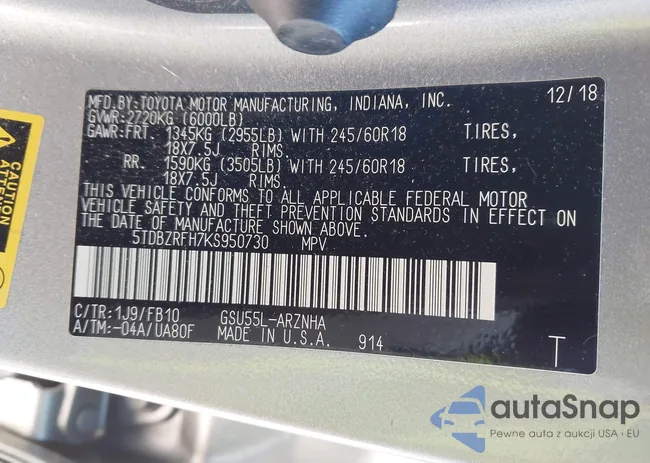 MFD.BY:TOYOTA MOTOR MANUFACTURING, INDIANA, INC. 12/18
GVWR:2720KG (6000LB)
GAWR:FRT. 1345KG (2955LB) WITH 245/60R18 TIRES,
18X7.5J RIMS
RR. 1590KG (3505LB) WITH 245/60R18 TIRES,
18X7.5J RIMS
THIS VEHICLE CONFORMS TO ALL APPLICABLE FEDERAL MOTOR
VEHICLE SAFETY AND THEFT PREVENTION STANDARDS IN EFFECT ON
THE DATE OF MANUFACTURE SHOWN ABOVE.
5TDBZRFH7KS950730 MPV
C/TR:1J9/FB10 GSU55L-ARZNHA
A/TM:-04A/UA80F MADE IN U.S.A. 914 T
CAUTION
autaSnap
Pewne auta z aukcji USA i EU